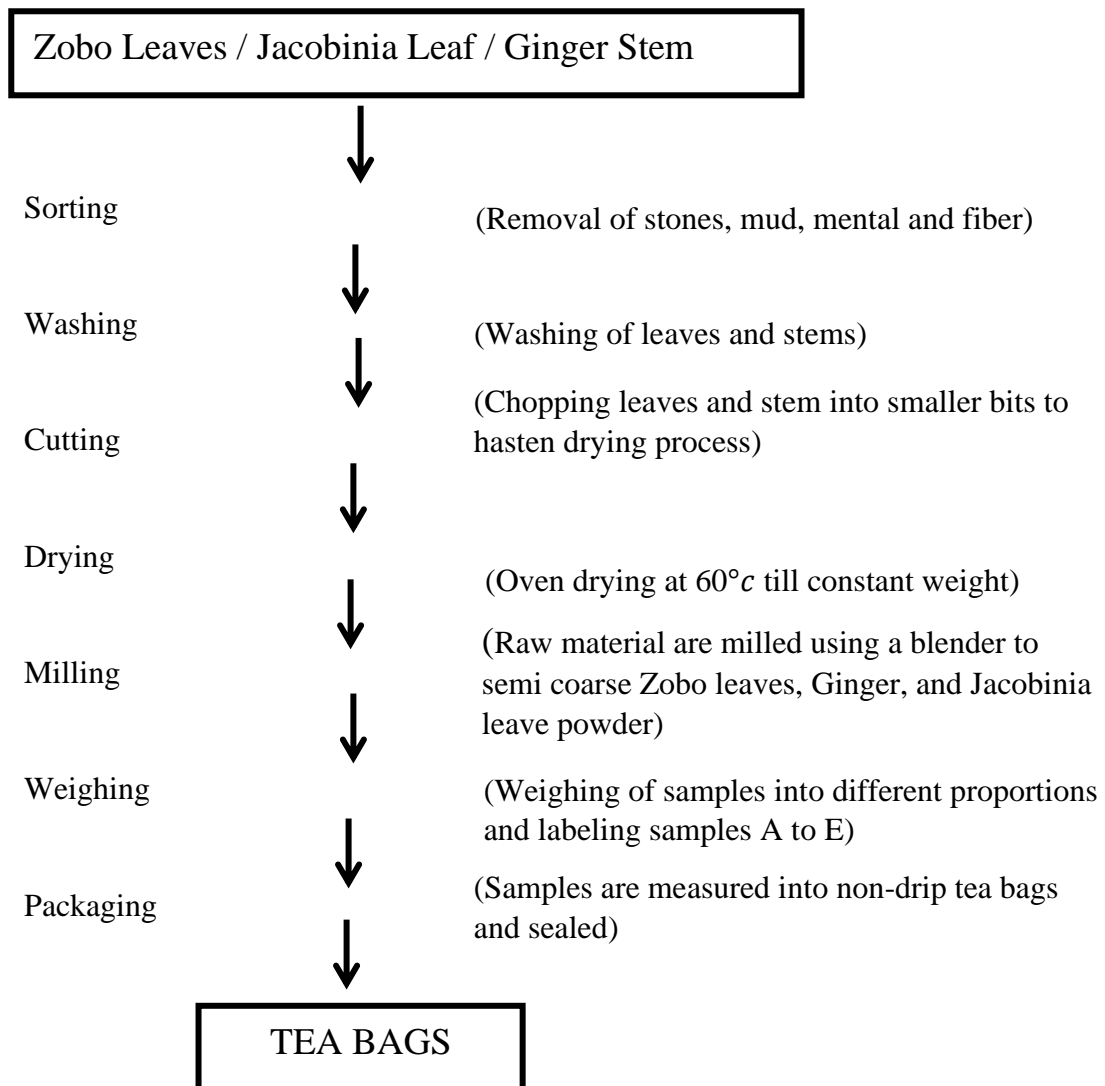 Zobo Leaves / Jacobinia Leaf / Ginger Stem
Sorting
(Removal of stones, mud, mental and fiber)
Washing
(Washing of leaves and stems)
Cutting
(Chopping leaves and stem into smaller bits to
hasten drying process)
Drying
(Oven drying at 60°c till constant weight)
Milling
(Raw material are milled using a blender to
semi coarse Zobo leaves, Ginger, and Jacobinia
leave powder)
Weighing
(Weighing of samples into different proportions
and labeling samples A to E)
Packaging
(Samples are measured into non-drip tea bags
and sealed)
TEA BAGS